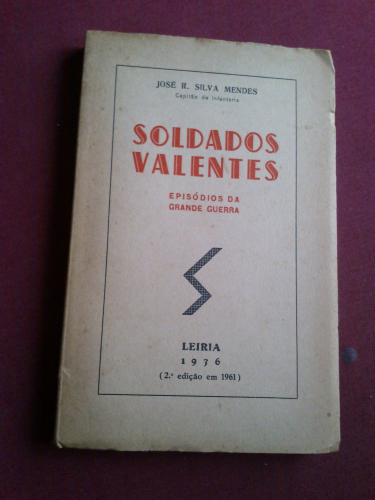 JOSÉ R. SILVA MENDES
Capitão de Infantaria
SOLDADOS
VALENTES
EPISÓDIOS DA
GRANDE GUERRA
LEIRIA
1936
(2.ª edição em 1961)